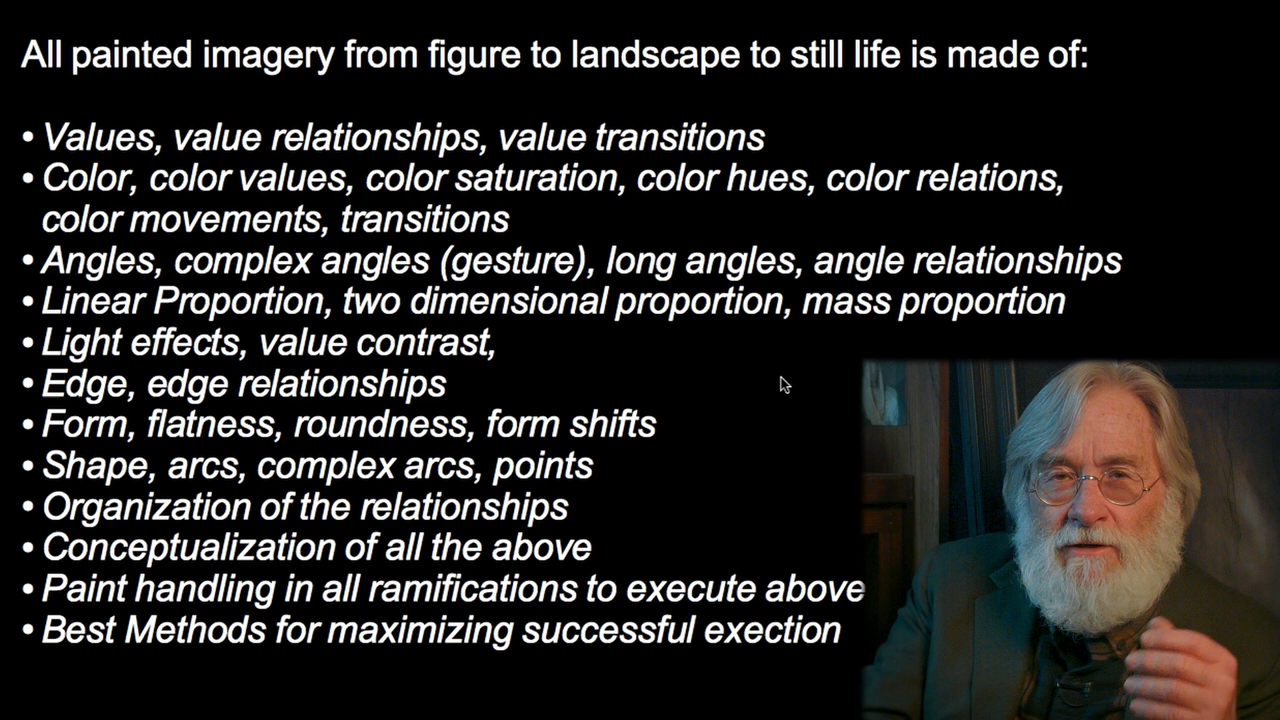 All painted imagery from figure to landscape to still life is made of:
• Values, value relationships, value transitions
• Color, color values, color saturation, color hues, color relations,
color movements, transitions
• Angles, complex angles (gesture), long angles, angle relationships
• Linear Proportion, two dimensional proportion, mass proportion
• Light effects, value contrast,
• Edge, edge relationships
• Form, flatness, roundness, form shifts
• Shape, arcs, complex arcs, points
• Organization of the relationships
• Conceptualization of all the above
• Paint handling in all ramifications to execute above
• Best Methods for maximizing successful exection